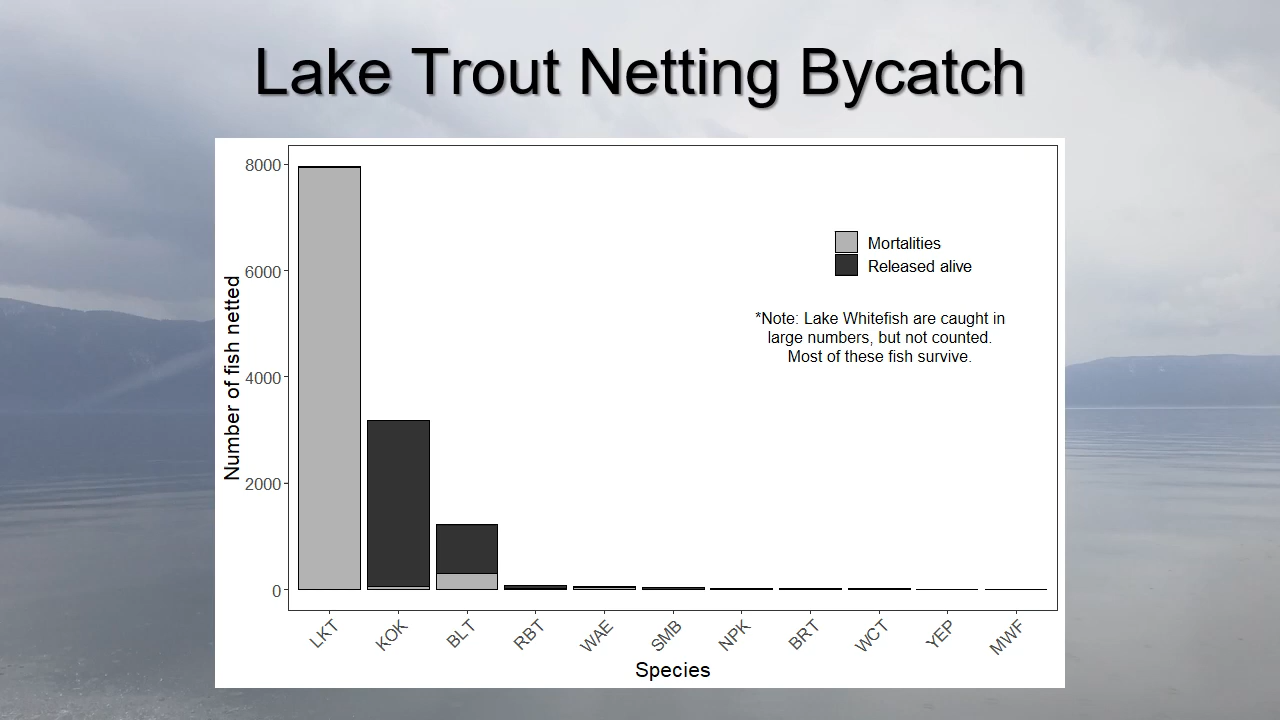 Lake Trout Netting Bycatch
8000
6000
4000
2000
0
Number of fish netted
Mortalities
Released alive
*Note: Lake Whitefish are caught in
large numbers, but not counted.
Most of these fish survive.
LKT
KOK
BLT
RBT
WAE
SMB
NPK
BRT
WCT
YEP
MWF
Species